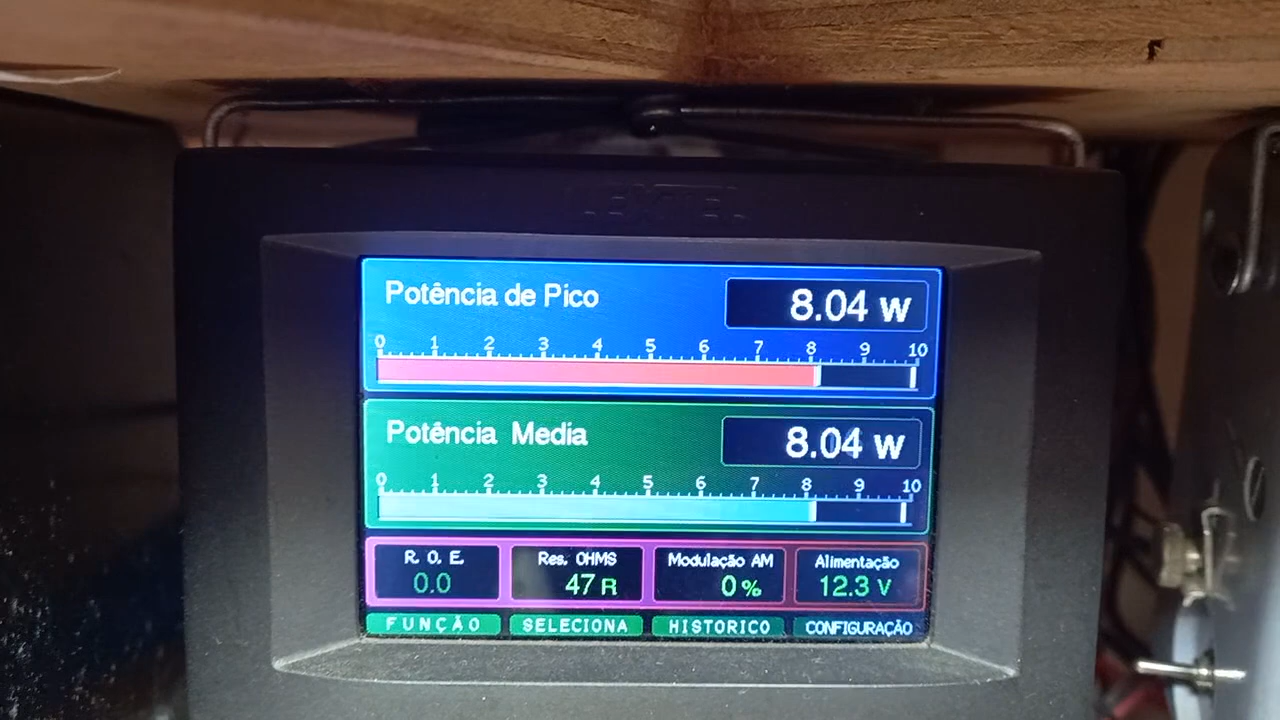 Potência de Pico
8.04 W
0 1 2 3 4 5 6 7 8 9 10
Potência Media
8.04 W
0 1 2 3 4 5 6 7 8 9 10
R. O. E. Res. OHMS Modulação AM Alimentação
0.0 47 R 0 % 12.3 V
FUNÇÃO SELECIONA HISTORICO CONFIGURAÇÃO